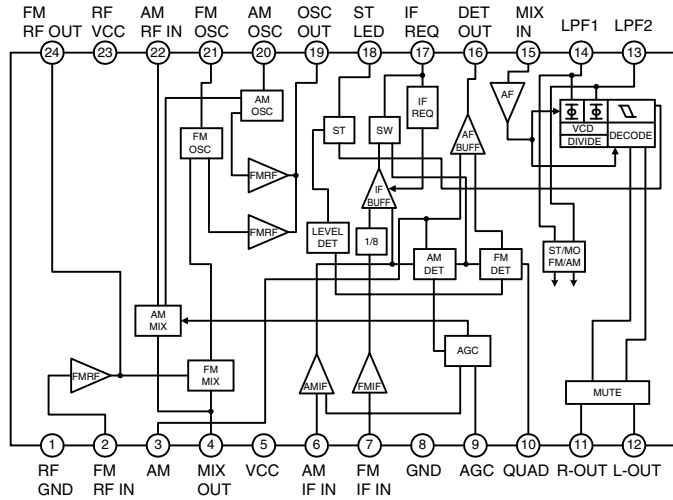 FM AM FM AM OSC ST IF DET MIX LPF1 LPF2
RF OUT RF VCC RF IN OSC OSC OUT LED REQ OUT IN
24 23 22 21 20 19 18 17 16 15 14 13
AM OSC
FM OSC
ST
SW
IF REQ
AF
AF BUFF
VCD
DIVIDE
DECODE
FMRF
FMRF
IF BUFF
LEVEL DET
1/8
AM DET
FM DET
ST/MO FM/AM
AM MIX
FMRF
FM MIX
AMIF
FMIF
AGC
MUTE
1 2 3 4 5 6 7 8 9 10 11 12
RF FM AM MIX VCC AM FM GND AGC QUAD R-OUT L-OUT
GND RF IN OUT IF IN IF IN